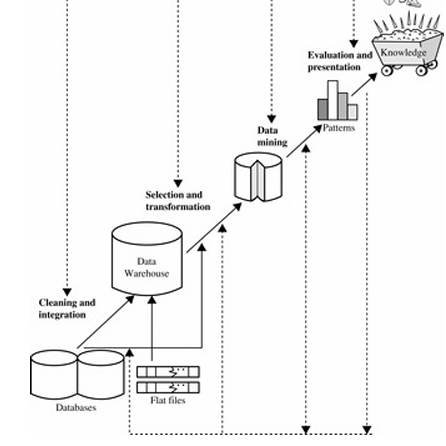 Evaluation and
presentation
Knowledge
Patterns
Data
mining
Selection and
transformation
Data
Warehouse
Cleaning and
integration
Databases
Flat files